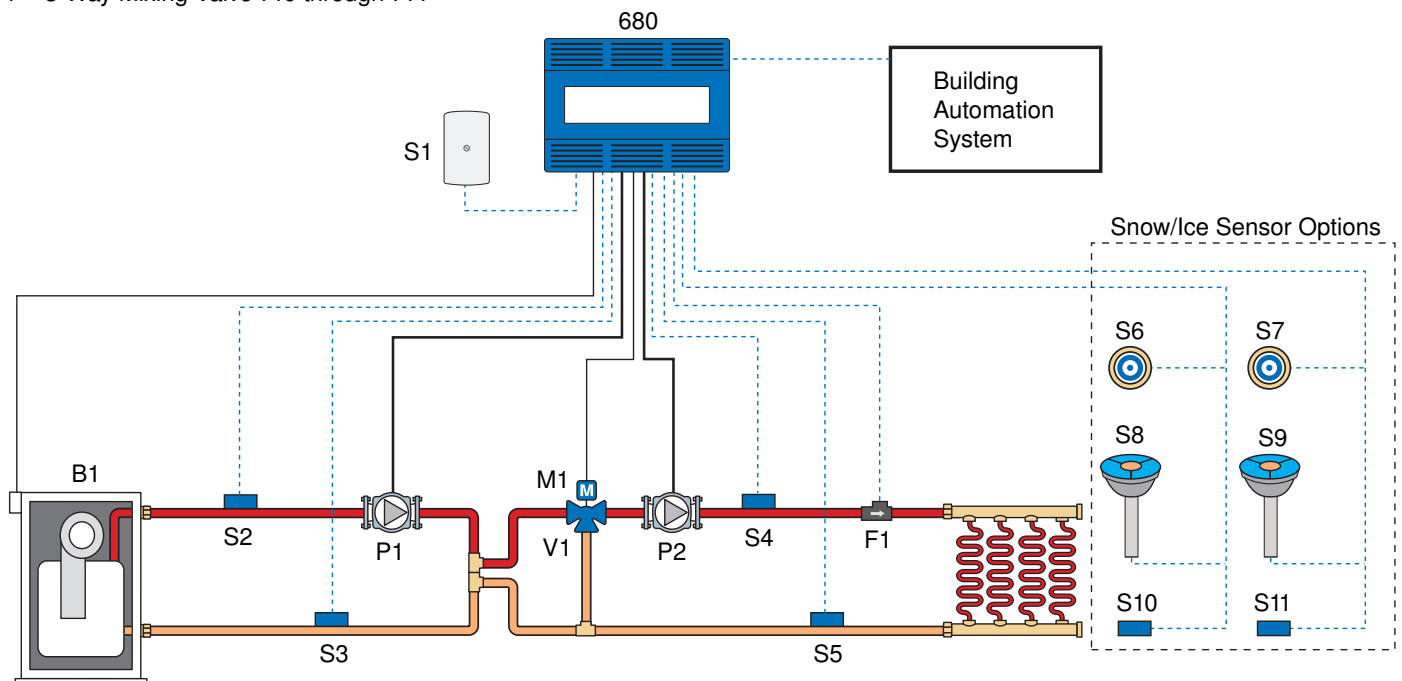 680
Building
Automation
System
S1
Snow/Ice Sensor Options
S6
S7
S8
S9
B1
M1
M
S2
P1
V1
P2
S4
F1
S10
S11
S3
S5